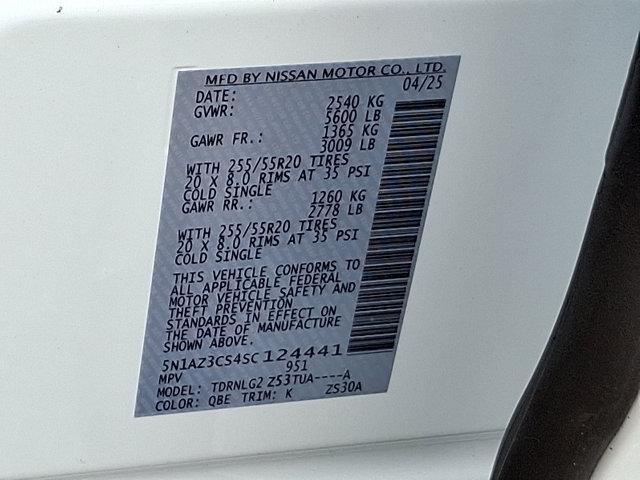 MFD BY NISSAN MOTOR CO., LTD.
DATE: 04/25
GVWR: 2540 KG
5600 LB
GAWR FR.: 1365 KG
3009 LB
WITH 255/55R20 TIRES
20 X 8.0 RIMS AT 35 PSI
COLD SINGLE
GAWR RR.: 1260 KG
2778 LB
WITH 255/55R20 TIRES
20 X 8.0 RIMS AT 35 PSI
COLD SINGLE
THIS VEHICLE CONFORMS TO
ALL APPLICABLE FEDERAL
MOTOR VEHICLE SAFETY AND
THEFT PREVENTION
STANDARDS IN EFFECT ON
THE DATE OF MANUFACTURE
SHOWN ABOVE.
5N1AZ3CS4SC124441
MPV 951
MODEL: TDRNLG2 Z53TUA----A
COLOR: QBE TRIM: K ZS30A